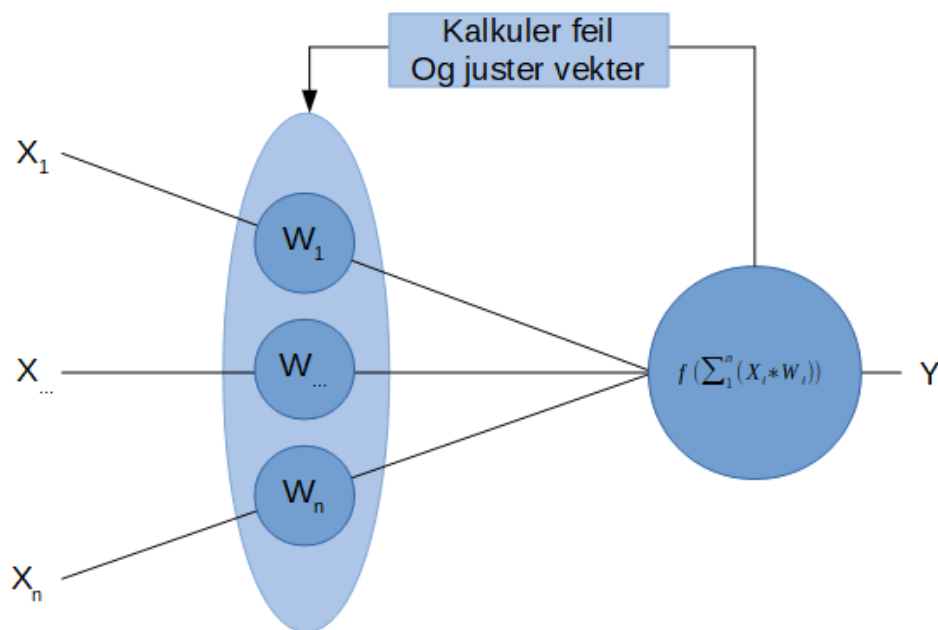 Kalkuler feil
Og juster vekter
X₁
W₁
X...
W...
f(∑₁ⁿ(Xᵢ*Wᵢ))
Y
Wₙ
Xₙ